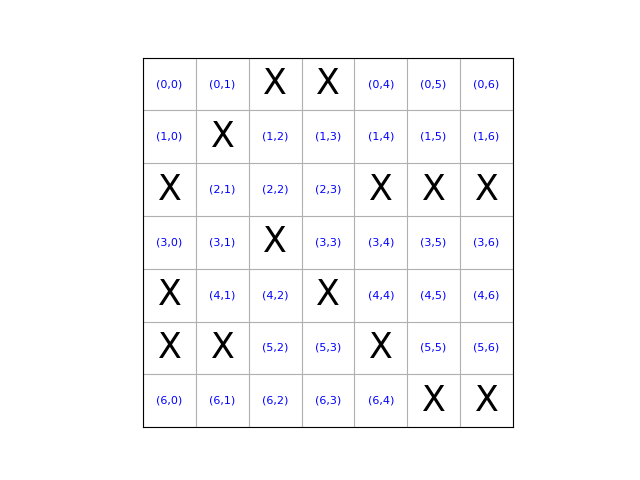 (0,0) (0,1) X X (0,4) (0,5) (0,6)
(1,0) X (1,2) (1,3) (1,4) (1,5) (1,6)
X (2,1) (2,2) (2,3) X X X
(3,0) (3,1) X (3,3) (3,4) (3,5) (3,6)
X (4,1) (4,2) X (4,4) (4,5) (4,6)
X X (5,2) (5,3) X (5,5) (5,6)
(6,0) (6,1) (6,2) (6,3) (6,4) X X